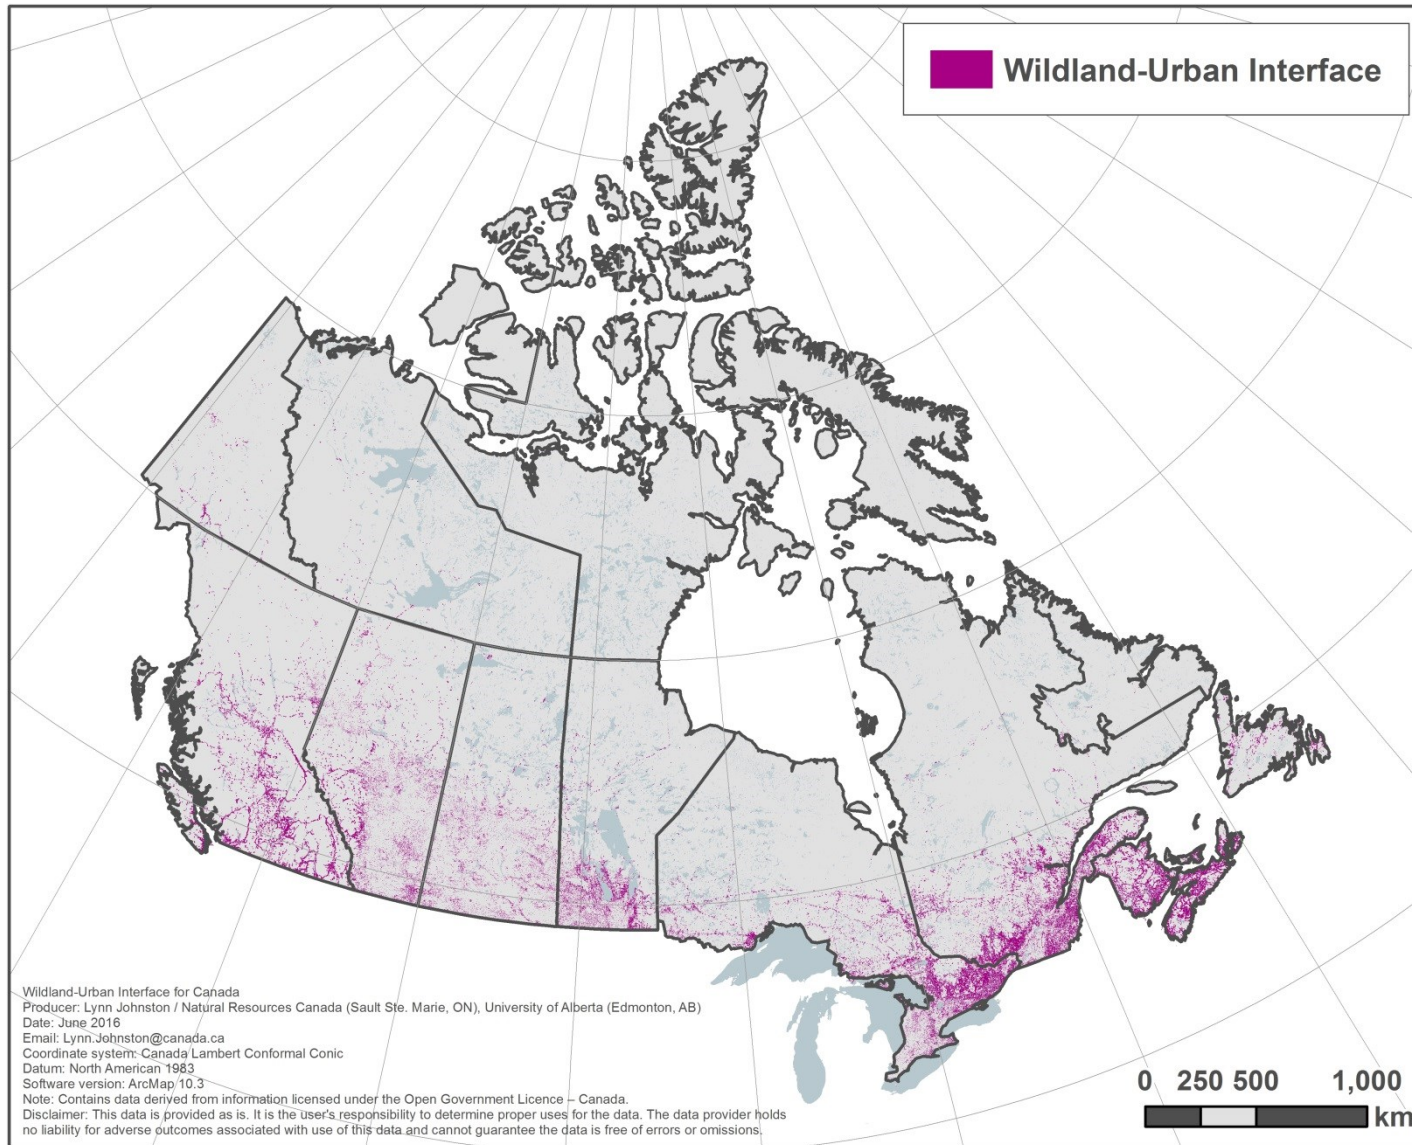 Wildland-Urban Interface
Wildland-Urban Interface for Canada
Producer: Lynn Johnston / Natural Resources Canada (Sault Ste. Marie, ON), University of Alberta (Edmonton, AB)
Date: June 2016
Email: Lynn.Johnston@canada.ca
Coordinate system: Canada Lambert Conformal Conic
Datum: North American 1983
Software version: ArcMap 10.3
Note: Contains data derived from information licensed under the Open Government Licence – Canada.
Disclaimer: This data is provided as is. It is the user's responsibility to determine proper uses for the data. The data provider holds
no liability for adverse outcomes associated with use of this data and cannot guarantee the data is free of errors or omissions.
0 250 500 1,000
km